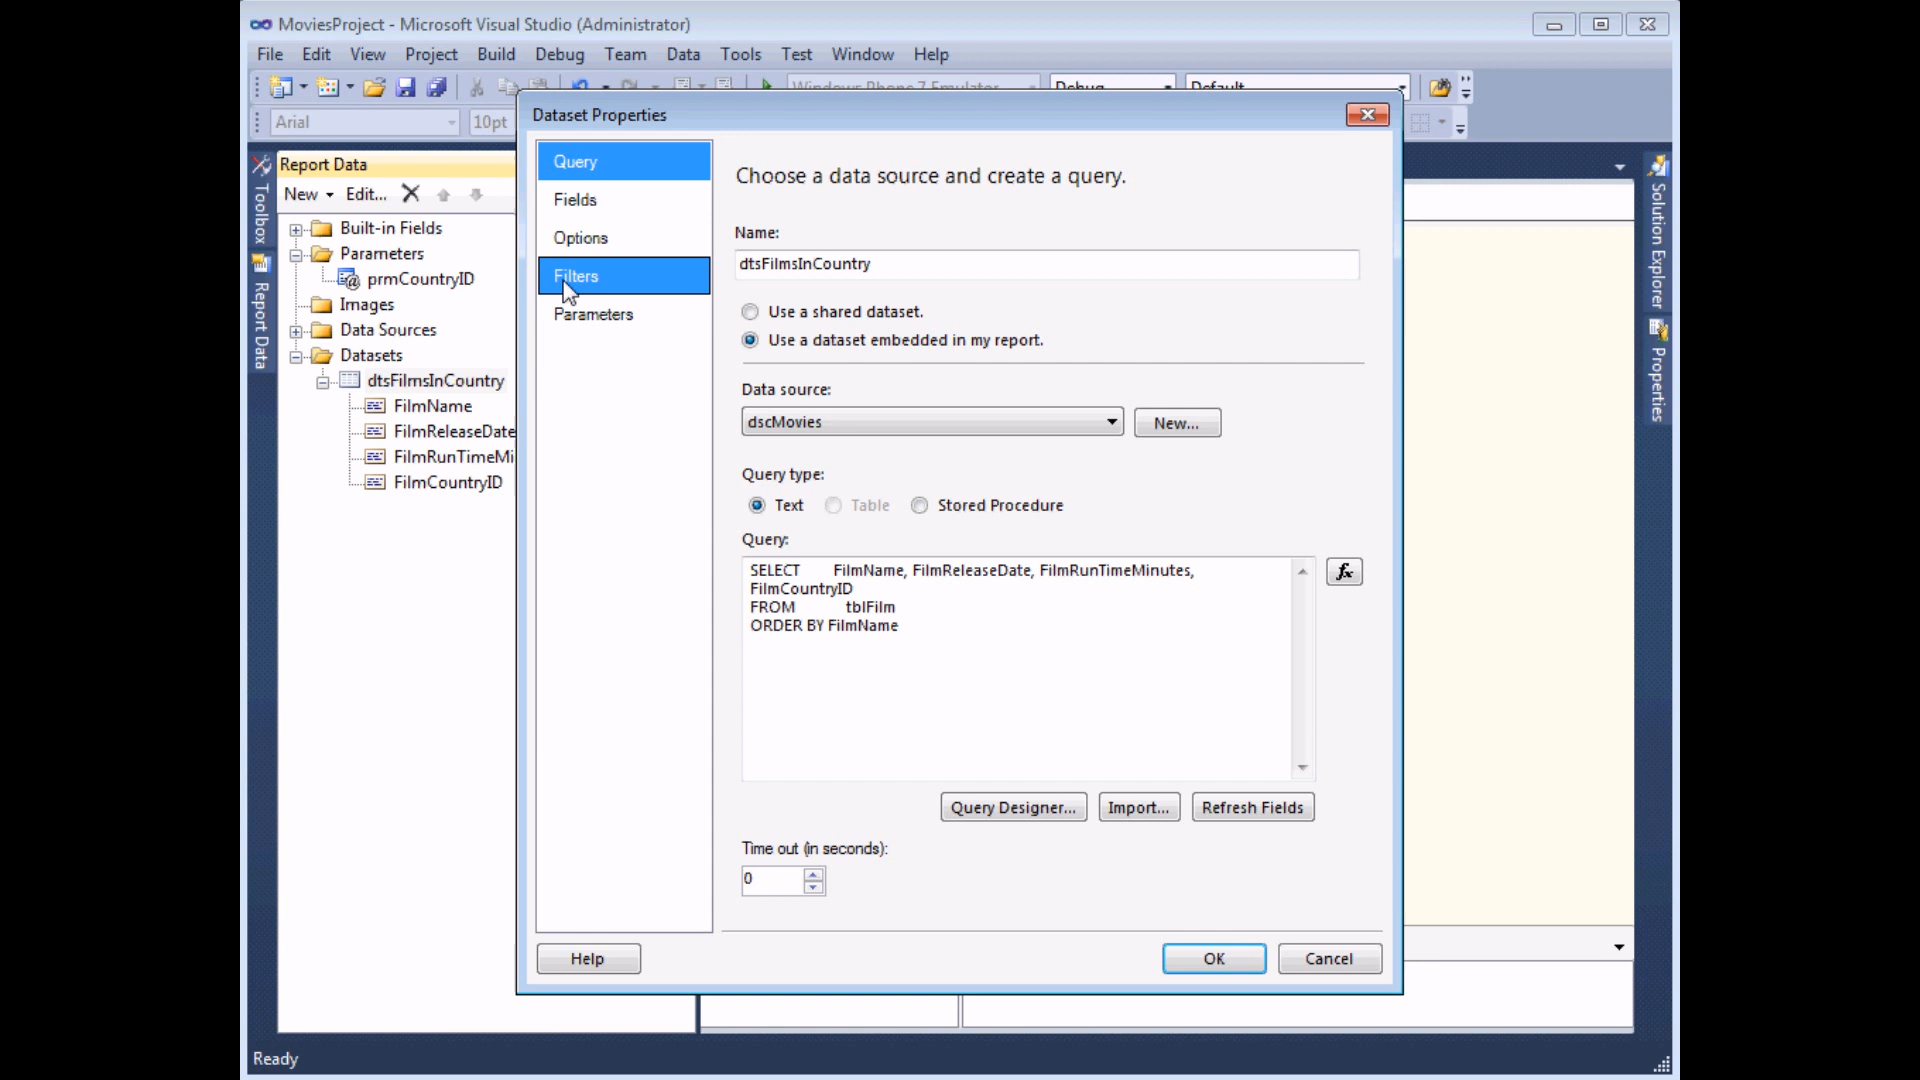 MoviesProject - Microsoft Visual Studio (Administrator)
File Edit View Project Build Debug Team Data Tools Test Window Help
Windows Phone 7 Emulator Debug Default
Arial 10pt
Dataset Properties
Toolbox
Report Data
Report Data
New Edit...
Built-in Fields
Parameters
prmCountryID
Images
Data Sources
Datasets
dtsFilmsInCountry
FilmName
FilmReleaseDate
FilmRunTimeMi
FilmCountryID
Query
Fields
Options
Filters
Parameters
Choose a data source and create a query.
Name:
dtsFilmsInCountry
Use a shared dataset.
Use a dataset embedded in my report.
Data source:
dscMovies New...
Query type:
Text Table Stored Procedure
Query:
SELECT FilmName, FilmReleaseDate, FilmRunTimeMinutes,
FilmCountryID
FROM tblFilm
ORDER BY FilmName
fx
Query Designer... Import... Refresh Fields
Time out (in seconds):
0
Help OK Cancel
Solution Explorer
Properties
Ready